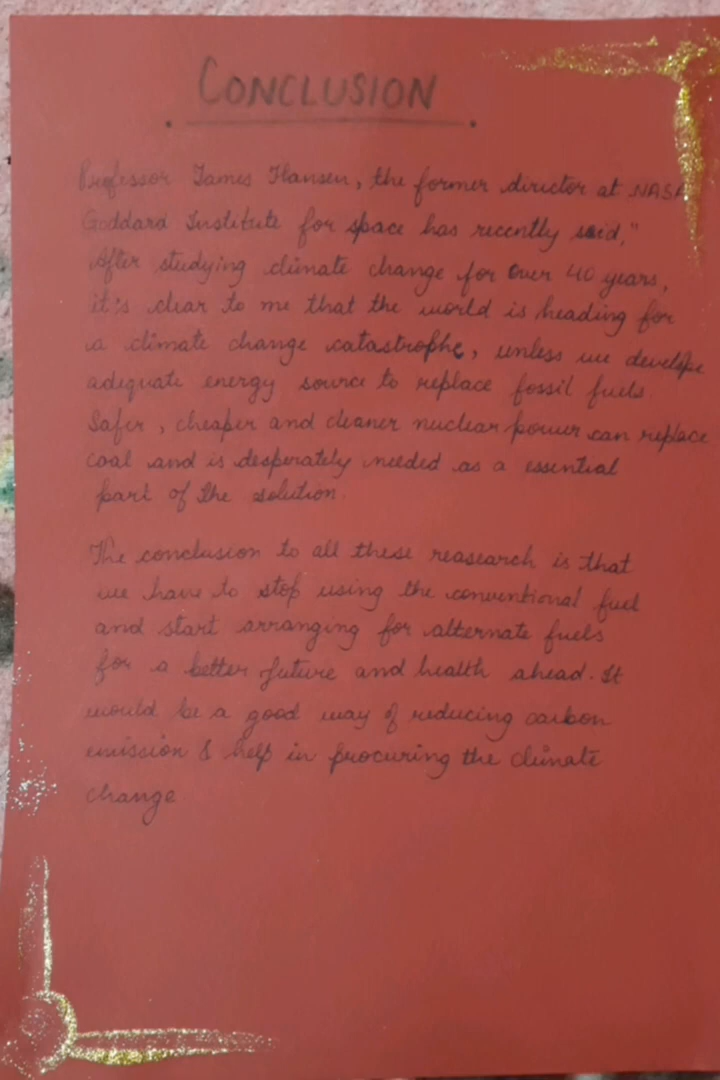 CONCLUSION
Professor James Hansen, the former director at NASA
Goddard Institute for space has recently said,"
After studying climate change for over 40 years,
it's clear to me that the world is heading for
a climate change catastrophe, unless we develope
adequate energy source to replace fossil fuels.
Safer, cheaper and cleaner nuclear power can replace
coal and is desperately needed as a essential
part of the solution.
The conclusion to all these reasearch is that
we have to stop using the conventional fuel
and start arranging for alternate fuels
for a better future and health ahead. It
would be a good way of reducing carbon
emission & help in procuring the climate
change